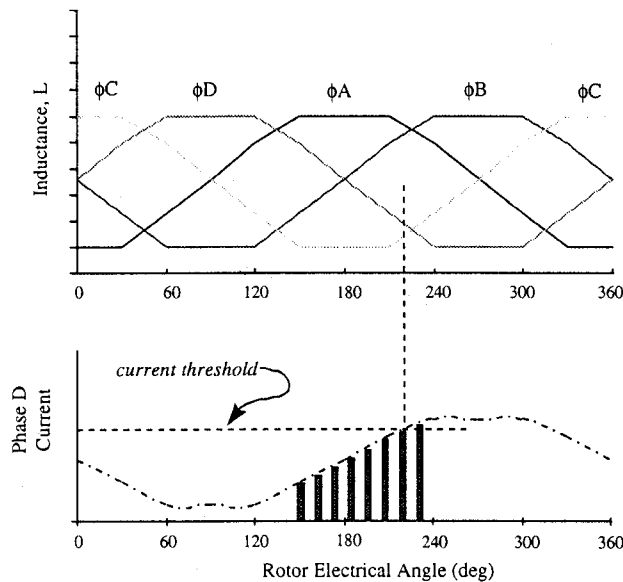 ϕC ϕD ϕA ϕB ϕC
Inductance, L
0 60 120 180 240 300 360
current threshold
Phase D
Current
0 60 120 180 240 300 360
Rotor Electrical Angle (deg)